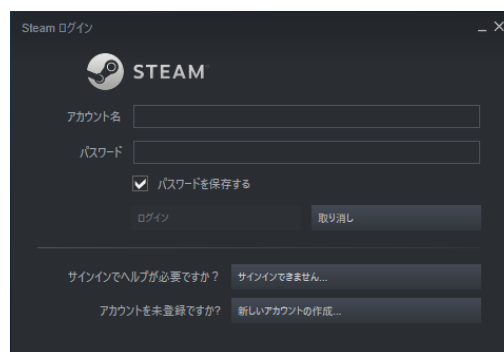 Steam ログイン
STEAM
アカウント名
パスワード
パスワードを保存する
ログイン
取り消し
サインインでヘルプが必要ですか？
サインインできません...
アカウントを未登録ですか?
新しいアカウントの作成...